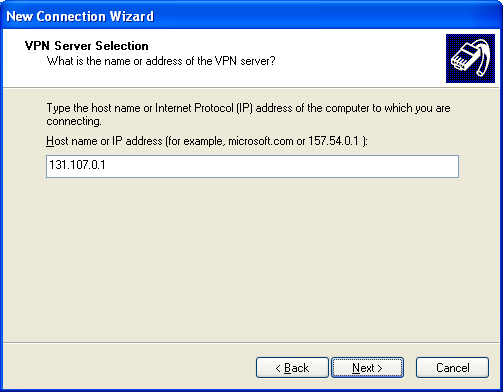 New Connection Wizard
VPN Server Selection
What is the name or address of the VPN server?
Type the host name or Internet Protocol (IP) address of the computer to which you are
connecting.
Host name or IP address (for example, microsoft.com or 157.54.0.1 ):
131.107.0.1
< Back
Next >
Cancel